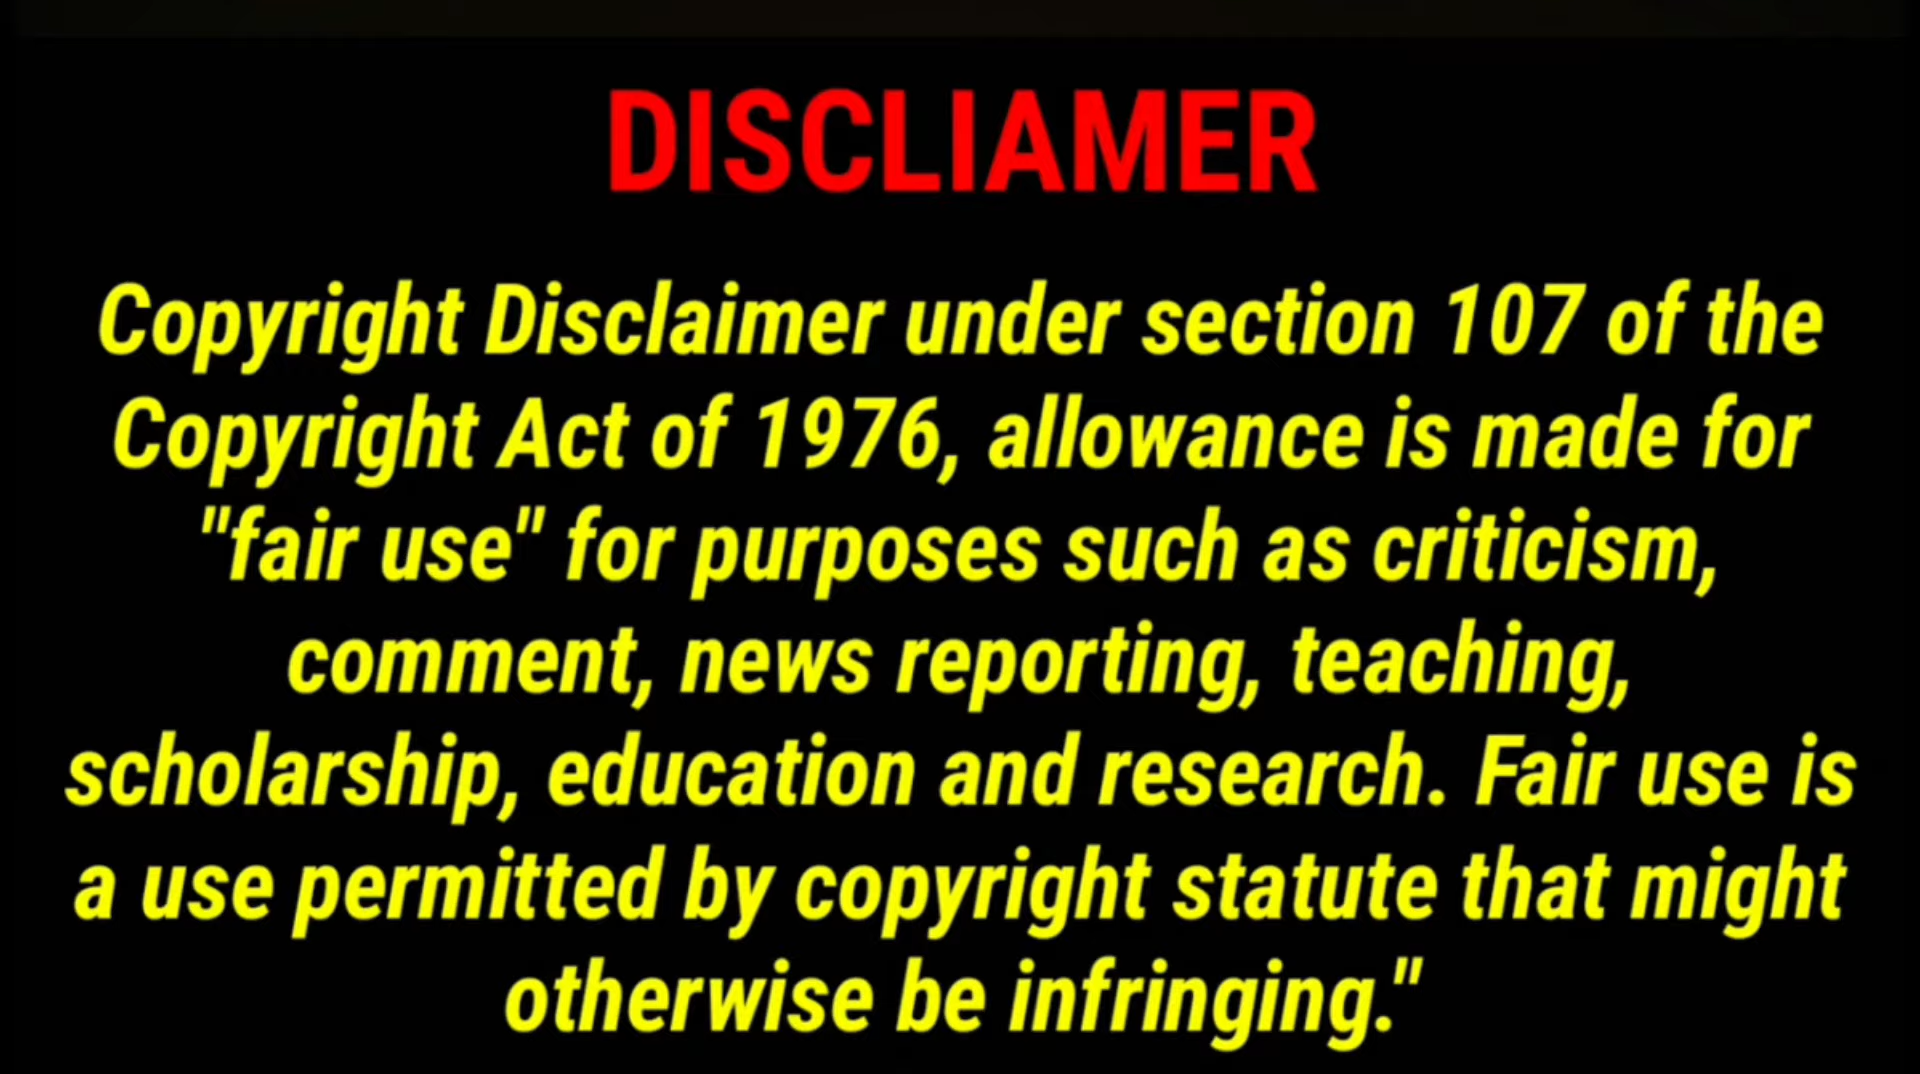 DISCLIAMER
Copyright Disclaimer under section 107 of the
Copyright Act of 1976, allowance is made for
"fair use" for purposes such as criticism,
comment, news reporting, teaching,
scholarship, education and research. Fair use is
a use permitted by copyright statute that might
otherwise be infringing."